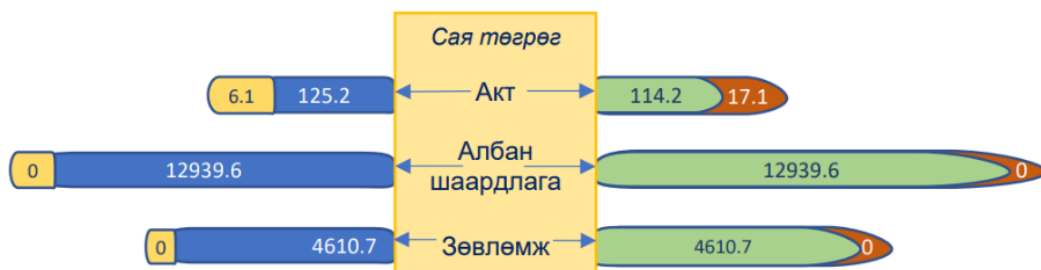 Сая төгрөг
6.1 125.2 Акт 114.2 17.1
0 12939.6 Албан шаардлага 12939.6 0
0 4610.7 Зөвлөмж 4610.7 0